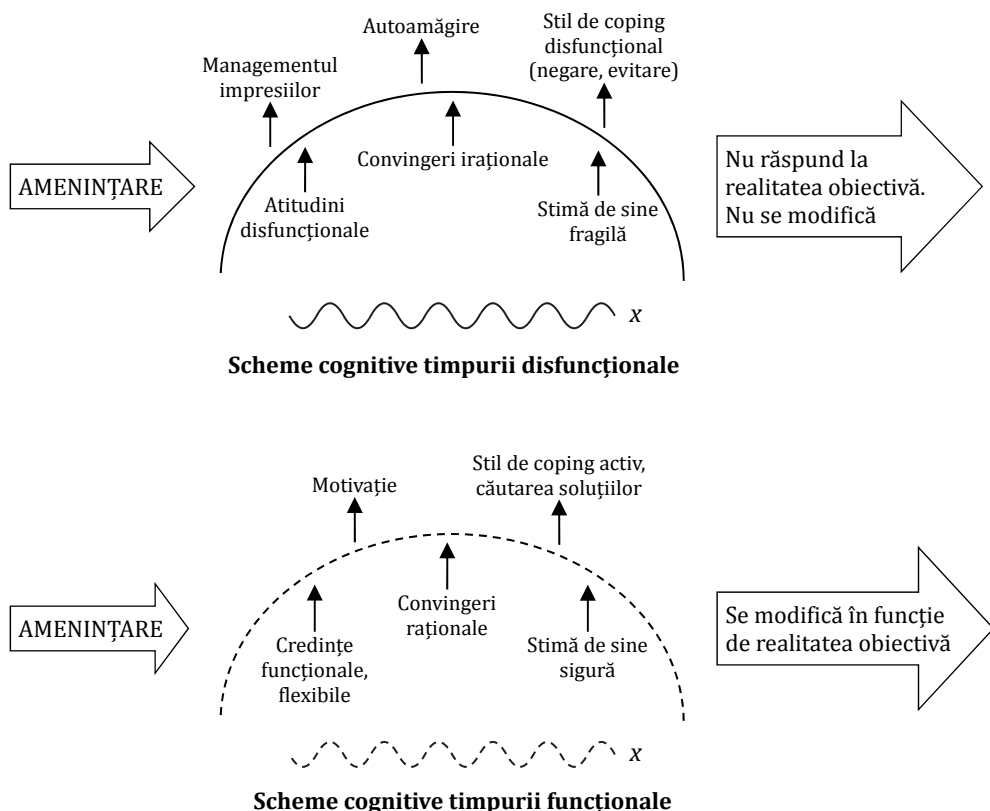 Autoamăgire
Stil de coping
disfuncțional
(negare, evitare)
Managementul
impresiilor
AMENINȚARE
Convingeri iraționale
Atitudini
disfuncționale
Stimă de sine
fragilă
Nu răspund la
realitatea obiectivă.
Nu se modifică
x
Scheme cognitive timpurii disfuncționale
Motivație
Stil de coping activ,
căutarea soluțiilor
AMENINȚARE
Convingeri
raționale
Credințe
funcționale,
flexibile
Stimă de sine
sigură
Se modifică în funcție
de realitatea obiectivă
x
Scheme cognitive timpurii funcționale